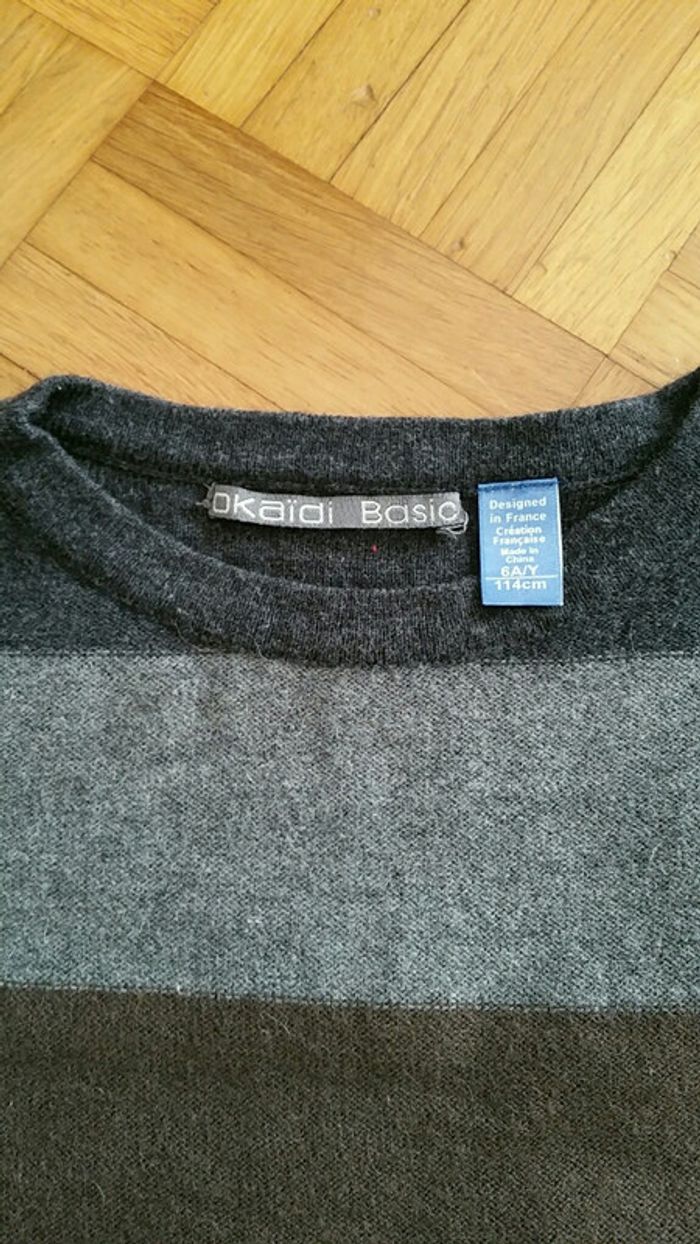 okaïdi Basic
Designed
in France
Création
Française
Made in
China
6A/Y
114cm